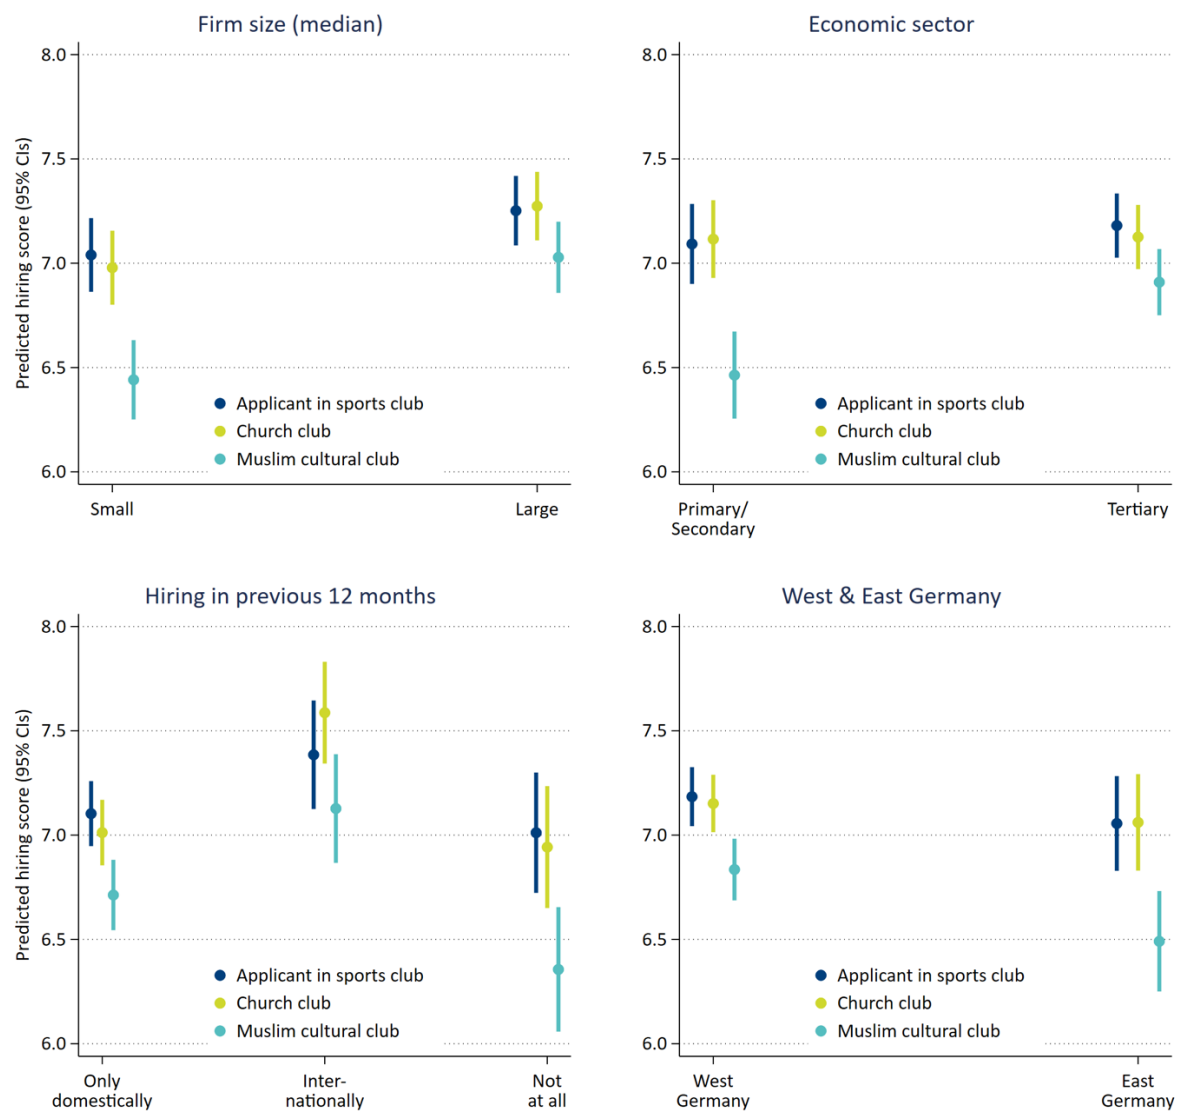 Firm size (median)
Predicted hiring score (95% CIs)
8.0
7.5
7.0
6.5
6.0
Applicant in sports club
Church club
Muslim cultural club
Small
Large
Economic sector
8.0
7.5
7.0
6.5
6.0
Applicant in sports club
Church club
Muslim cultural club
Primary/
Secondary
Tertiary
Hiring in previous 12 months
Predicted hiring score (95% CIs)
8.0
7.5
7.0
6.5
6.0
Applicant in sports club
Church club
Muslim cultural club
Only
domestically
Inter-
nationally
Not
at all
West & East Germany
8.0
7.5
7.0
6.5
6.0
Applicant in sports club
Church club
Muslim cultural club
West
Germany
East
Germany